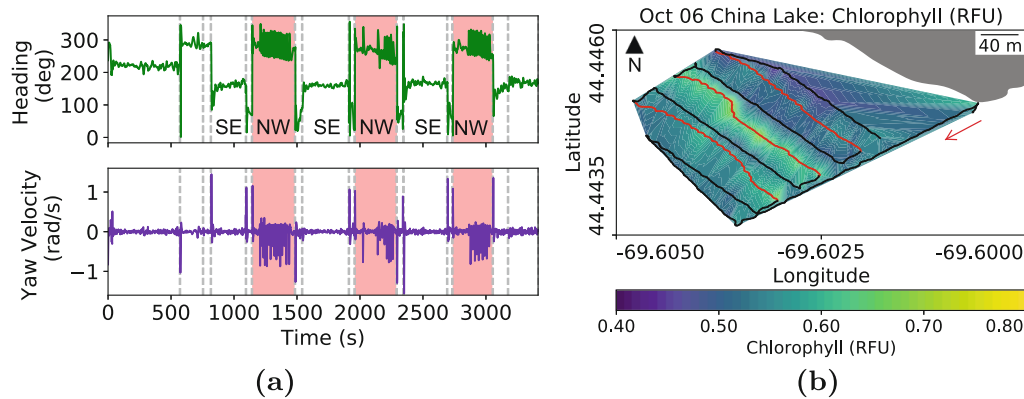 Heading
(deg)
300
200
100
0
SE
NW
SE
NW
SE
NW
Yaw Velocity
(rad/s)
1
0
−1
0
500
1000
1500
2000
2500
3000
Time (s)
(a)
Oct 06 China Lake: Chlorophyll (RFU)
40 m
N
Latitude
44.4460
44.4435
-69.6050
-69.6025
-69.6000
Longitude
0.40
0.50
0.60
0.70
0.80
Chlorophyll (RFU)
(b)